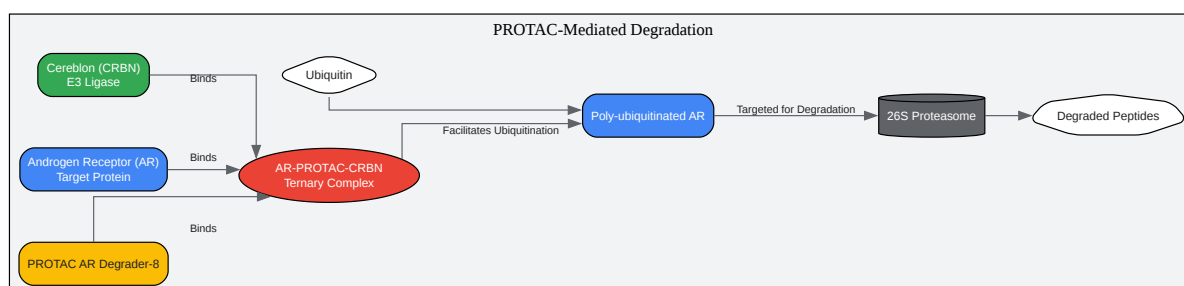 PROTAC-Mediated Degradation
Cerebron (CRBN)
E3 Ligase
Binds
Ubiquitin
Poly-ubiquitinated AR
Targeted for Degradation
26S Proteasome
Degraded Peptides
Facilitates Ubiquitination
Androgen Receptor (AR)
Target Protein
Binds
AR-PROTAC-CRBN
Ternary Complex
Binds
PROTAC AR Degrader-8